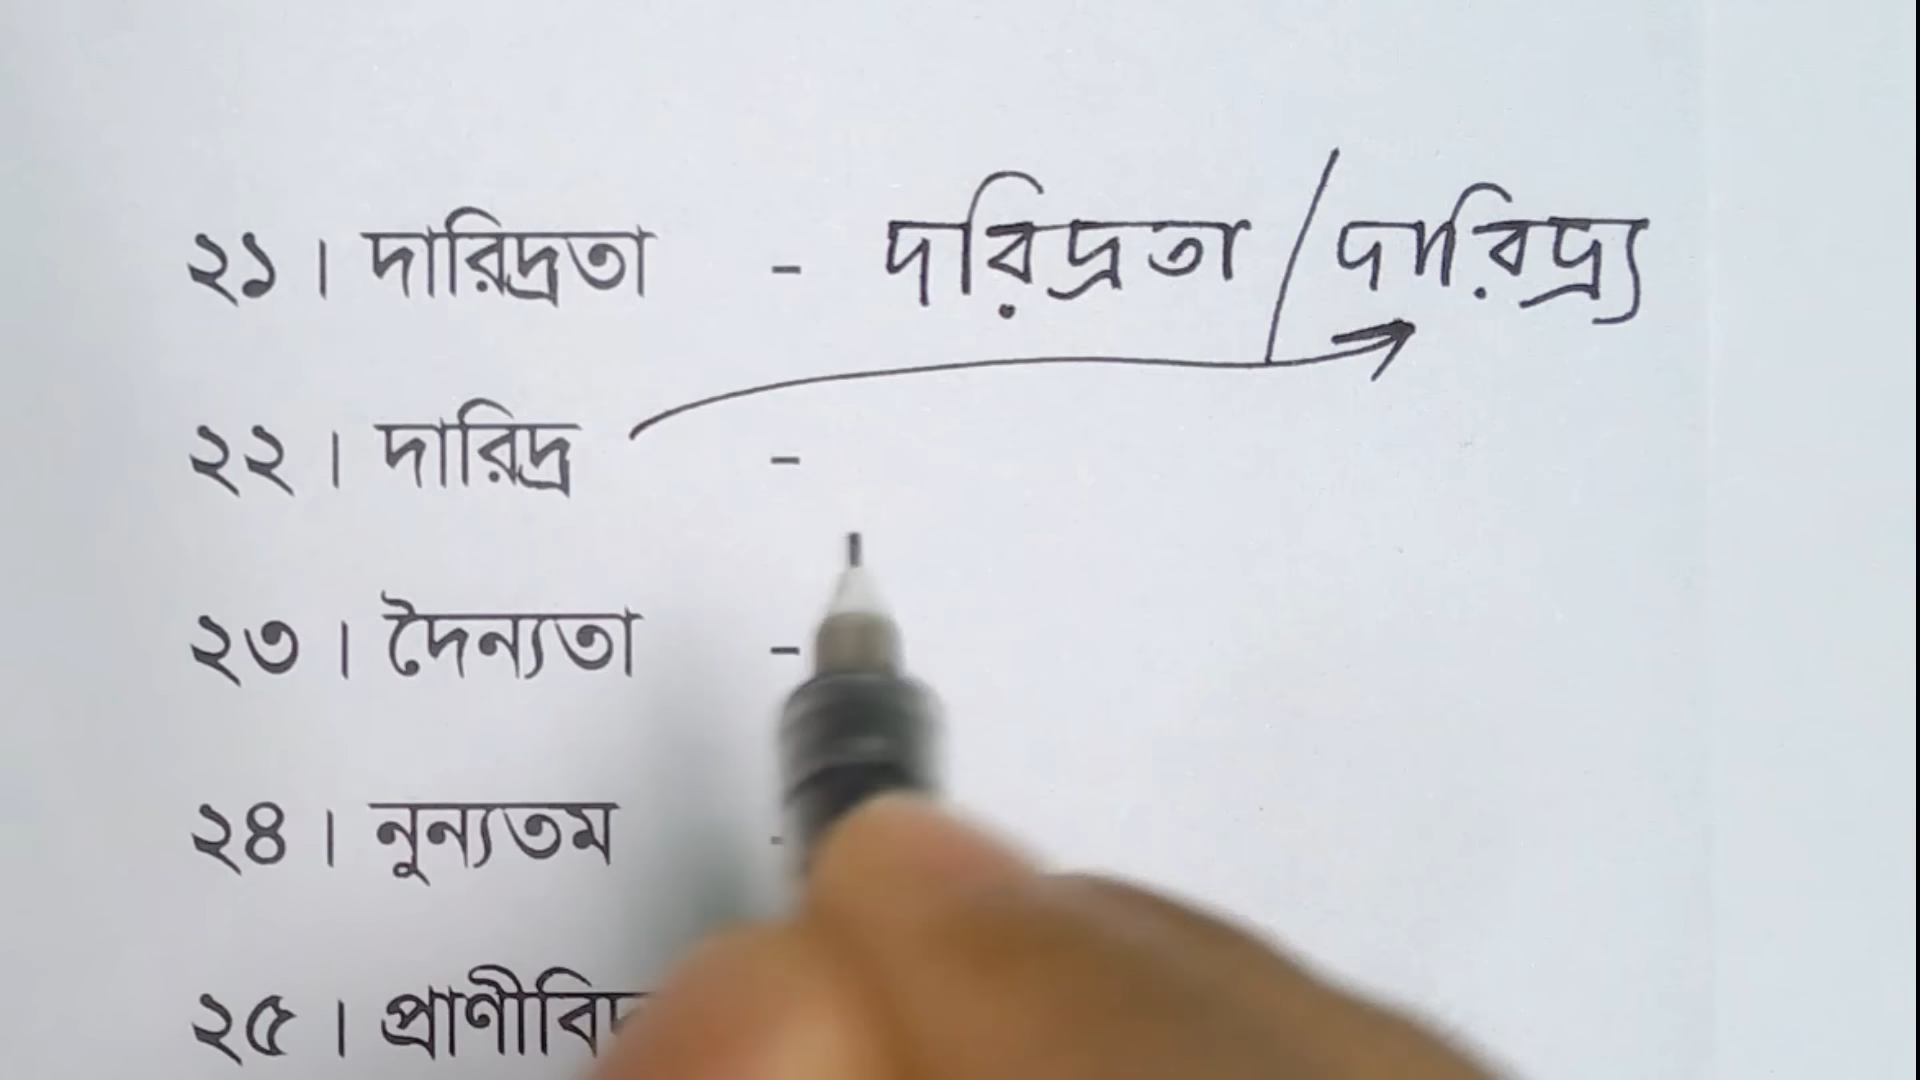 ২১। দারিদ্রতা - দরিদ্রতা / দারিদ্র্য
২২। দারিদ্র -
২৩। দৈন্যতা -
২৪। নুন্যতম -
২৫।